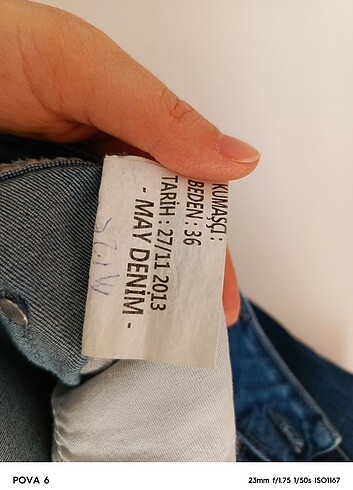 KUMAŞÇI :
BEDEN : 36
TARİH : 27/11 2013
- MAY DENİM -
POVA 6
23mm f/1.75 1/50s ISO1167